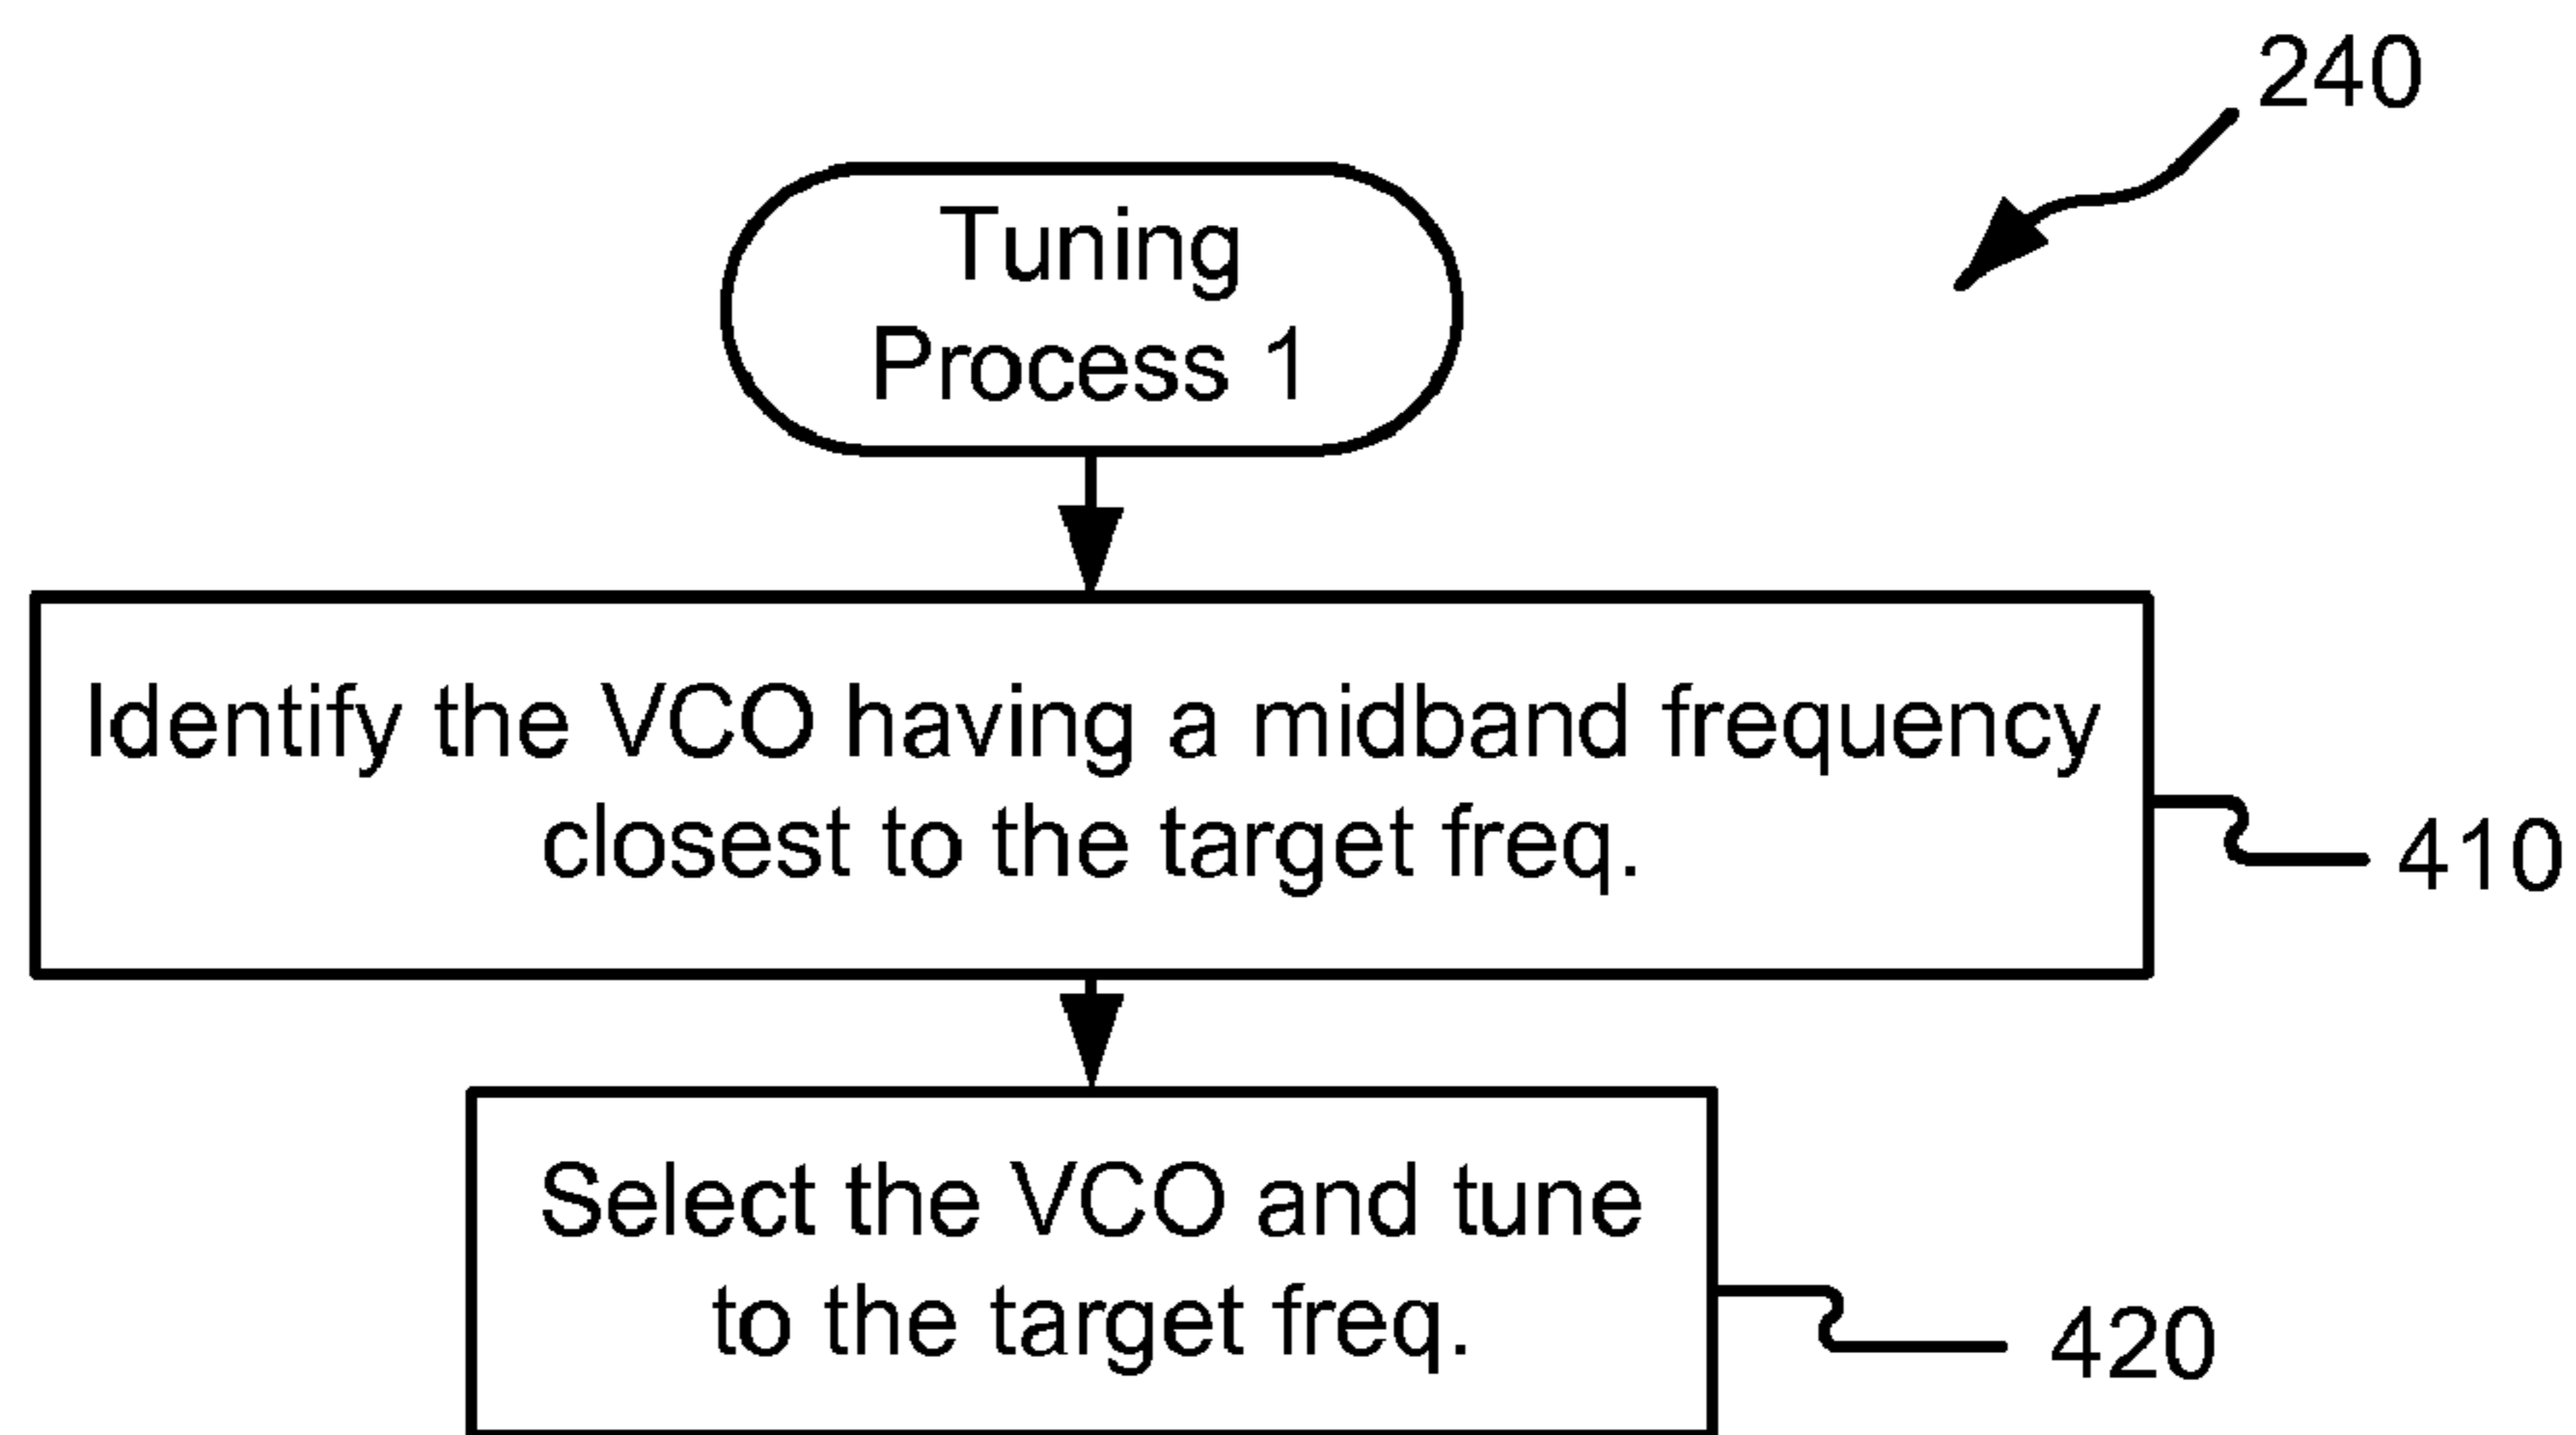 240
Tuning
Process 1
Identify the VCO having a midband frequency
closest to the target freq.
410
Select the VCO and tune
to the target freq.
420